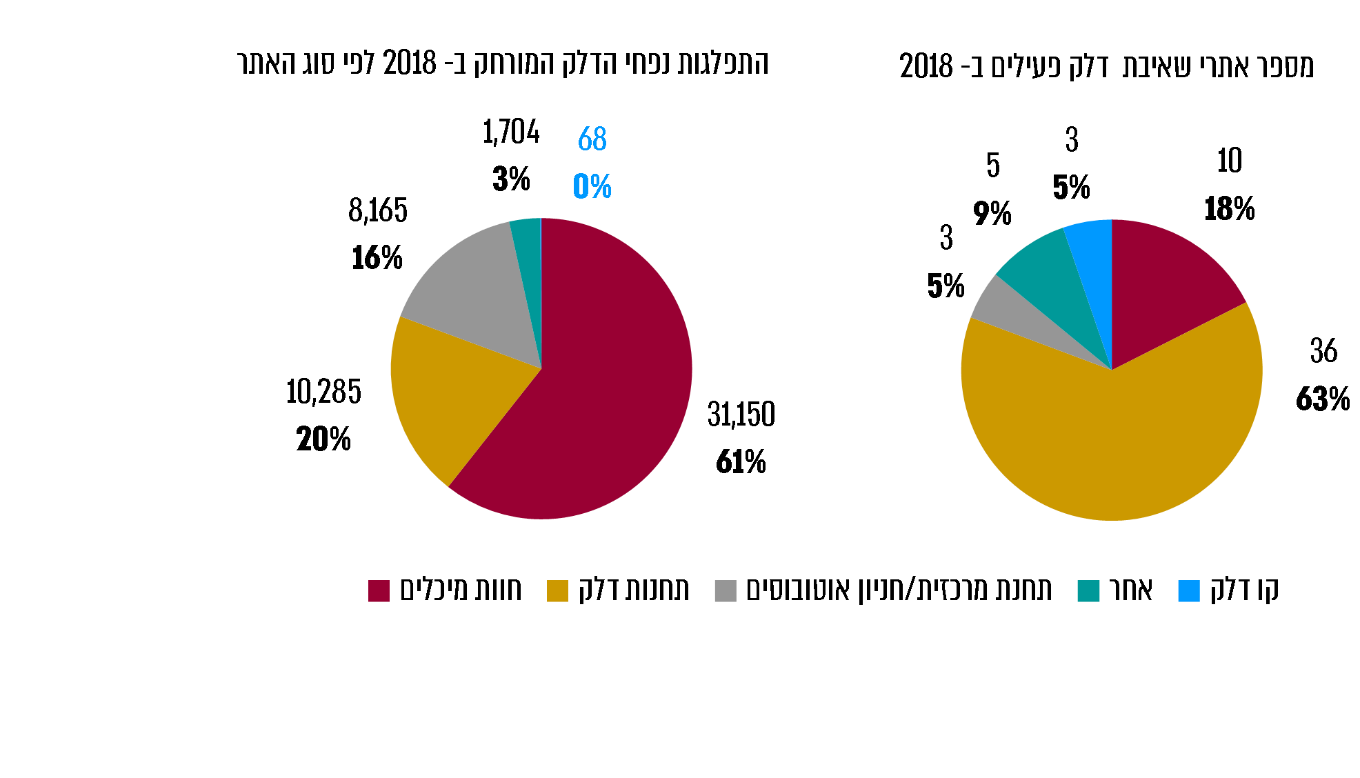 מספר אתרי שאיבת דלק פעילים ב- 2018
3
5%
10
18%
5
9%
3
5%
36
63%
התפלגות נפחי הדלק המורחק ב- 2018 לפי סוג האתר
68
0%
1,704
3%
8,165
16%
10,285
20%
31,150
61%
קו דלק
אחר
תחנת מרכזית/חניון אוטובוסים
תחנות דלק
חוות מיכלים